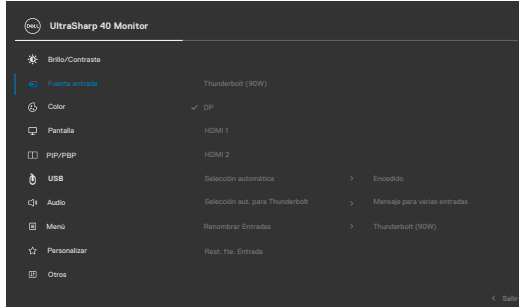 DELL UltraSharp 40 Monitor
Brillo/Contraste
Fuente entrada Thunderbolt (90W)
Color DP
Pantalla HDMI 1
PIP/PBP HDMI 2
USB Selección automática Encedido
Audio Selección aut. para Thunderbolt Mensaje para varias entradas
Menú Renombrar Entradas Thunderbolt (90W)
Personalizar Rest. fte. Entrada
Otros
Salir